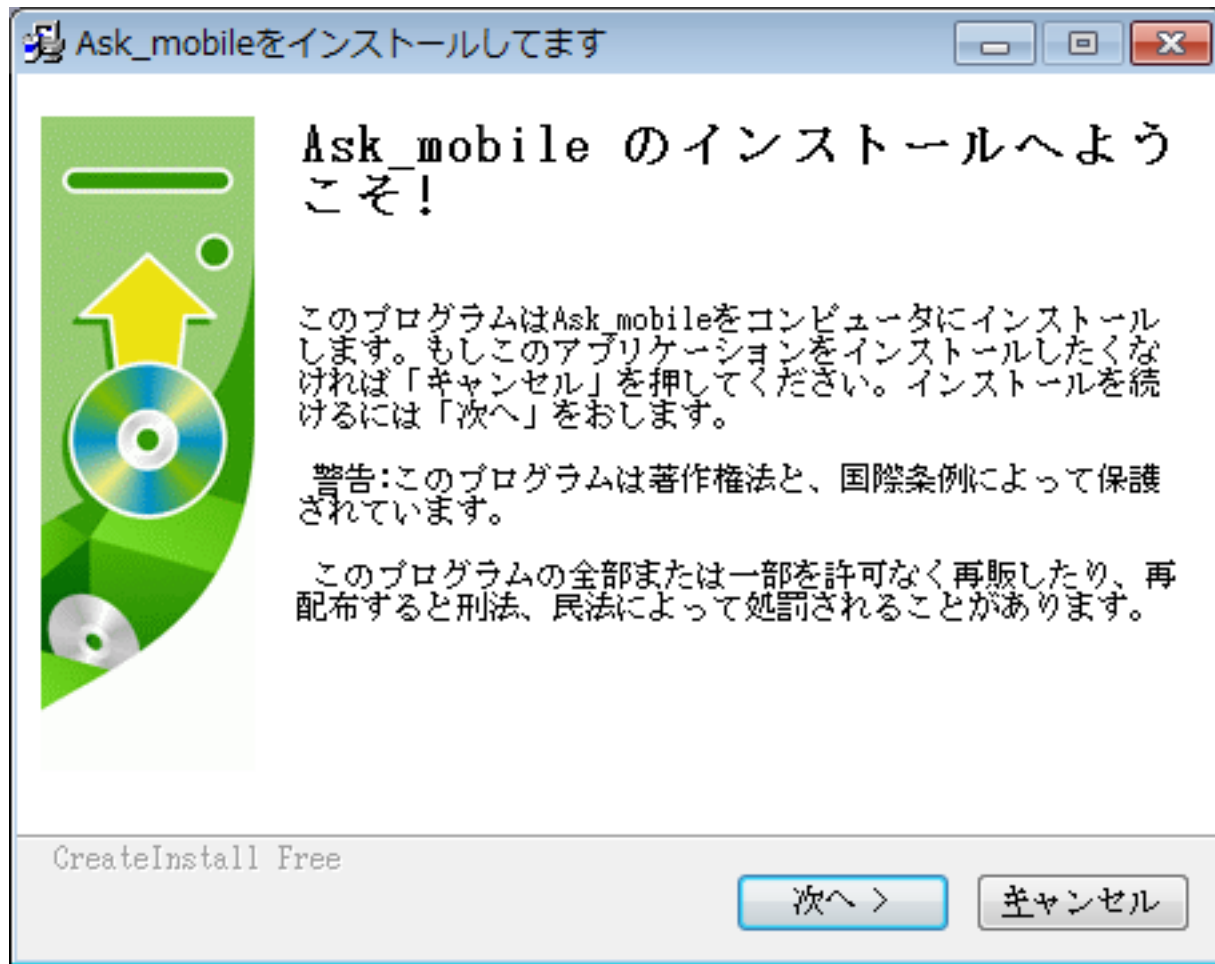 Ask_mobileをインストールしてます
Ask_mobile のインストールへよう
こそ!
このプログラムはAsk_mobileをコンピュータにインストール
します。もしこのアプリケーションをインストールしたくな
ければ「キャンセル」を押してください。インストールを続
けるには「次へ」をおします。
警告:このプログラムは著作権法と、国際条例によって保護
されています。
このプログラムの全部または一部を許可なく再販したり、再
配布すると刑法、民法によって処罰されることがあります。
CreateInstall Free
次へ >
キャンセル